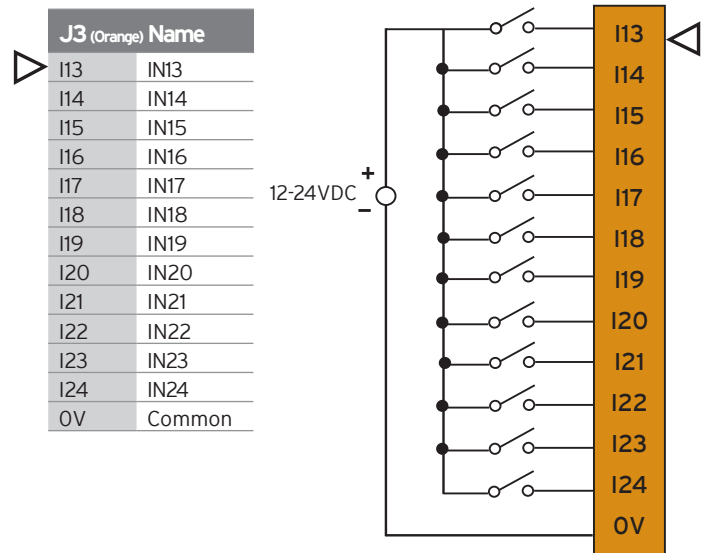 J3 (Orange) Name
I13 IN13
I14 IN14
I15 IN15
I16 IN16
I17 IN17
I18 IN18
I19 IN19
I20 IN20
I21 IN21
I22 IN22
I23 IN23
I24 IN24
0V Common
+
12-24VDC
–
I13
I14
I15
I16
I17
I18
I19
I20
I21
I22
I23
I24
0V